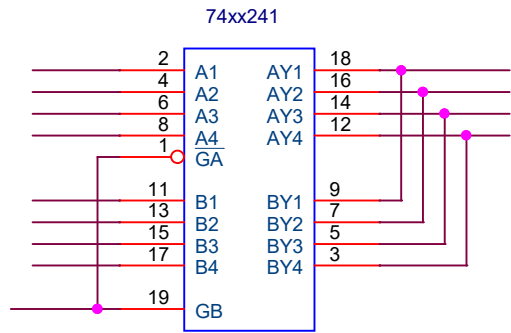 74xx241
2 A1 AY1 18
4 A2 AY2 16
6 A3 AY3 14
8 A4 AY4 12
1 G̅A̅
11 B1 BY1 9
13 B2 BY2 7
15 B3 BY3 5
17 B4 BY4 3
19 GB